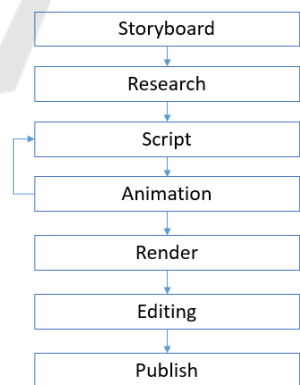 Storyboard
Research
Script
Animation
Render
Editing
Publish